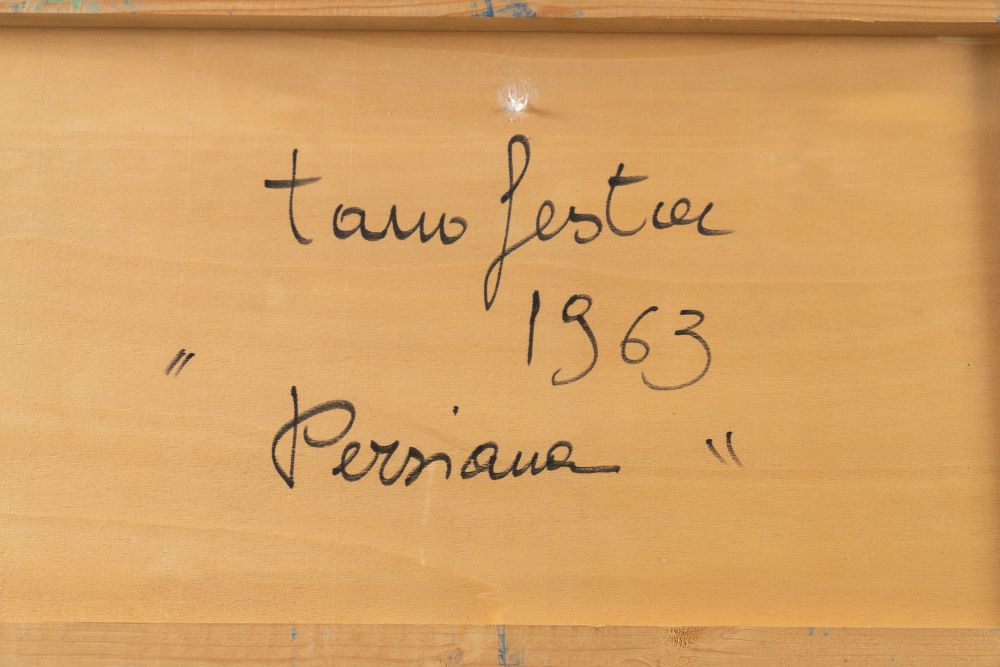 tano festa
1963
" Persiana "